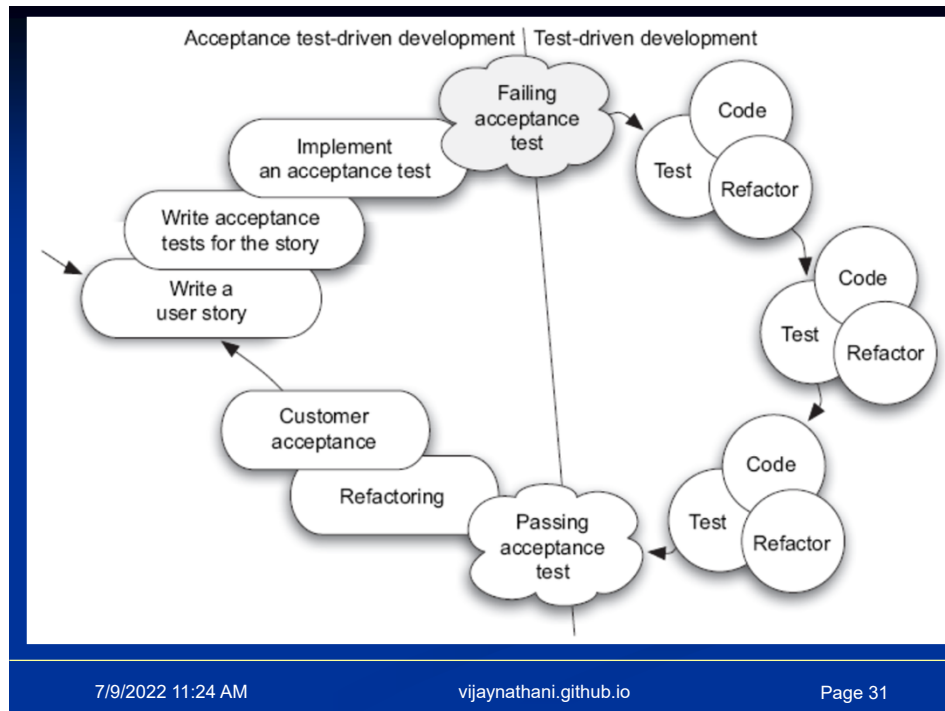 Acceptance test-driven development
Test-driven development
Failing
acceptance
test
Code
Test
Refactor
Implement
an acceptance test
Write acceptance
tests for the story
Write a
user story
Code
Test
Refactor
Customer
acceptance
Refactoring
Passing
acceptance
test
Code
Test
Refactor
7/9/2022 11:24 AM
vijaynathani.github.io
Page 31